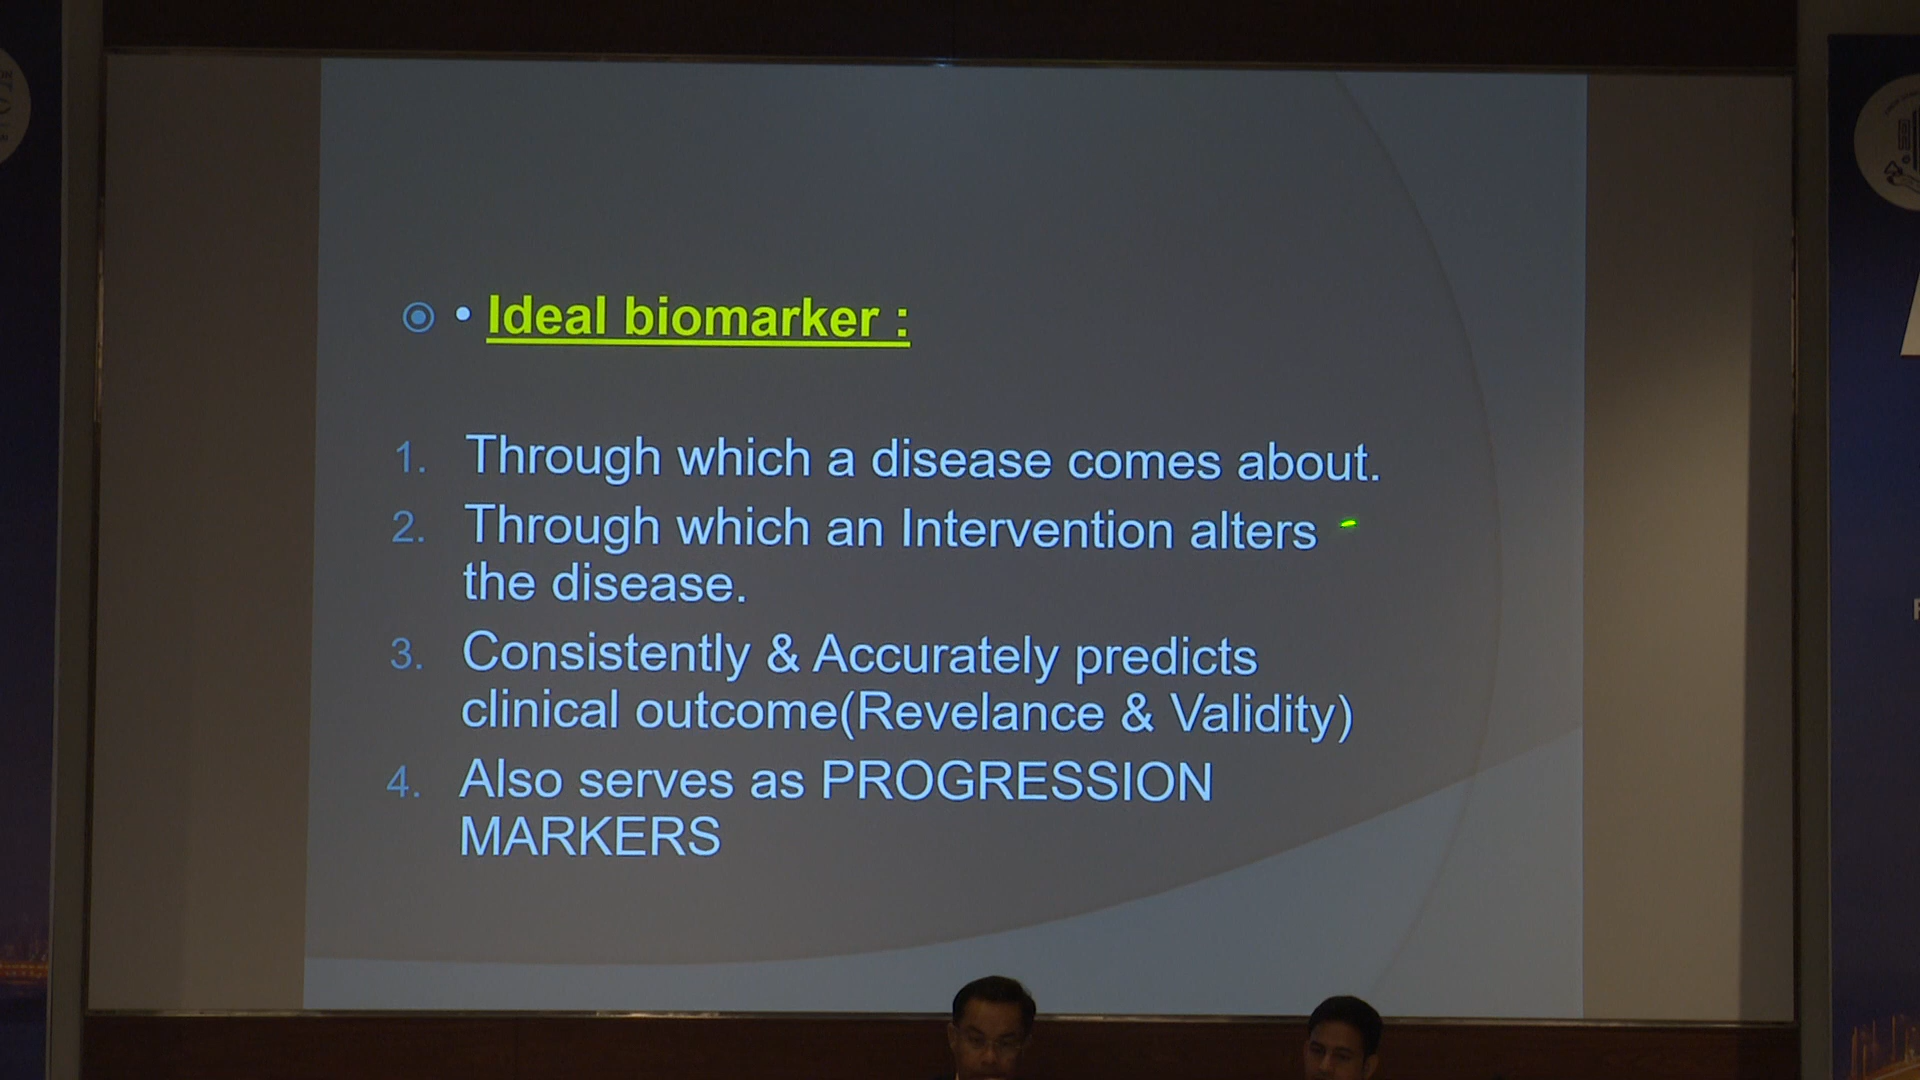 • Ideal biomarker :
1. Through which a disease comes about.
2. Through which an Intervention alters
the disease.
3. Consistently & Accurately predicts
clinical outcome(Revelance & Validity)
4. Also serves as PROGRESSION
MARKERS